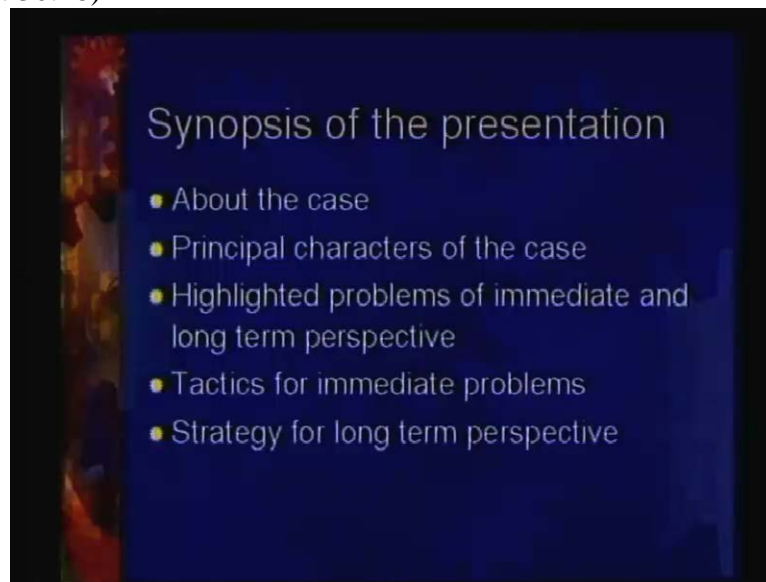 Synopsis of the presentation
About the case
Principal characters of the case
Highlighted problems of immediate and
long term perspective
Tactics for immediate problems
Strategy for long term perspective